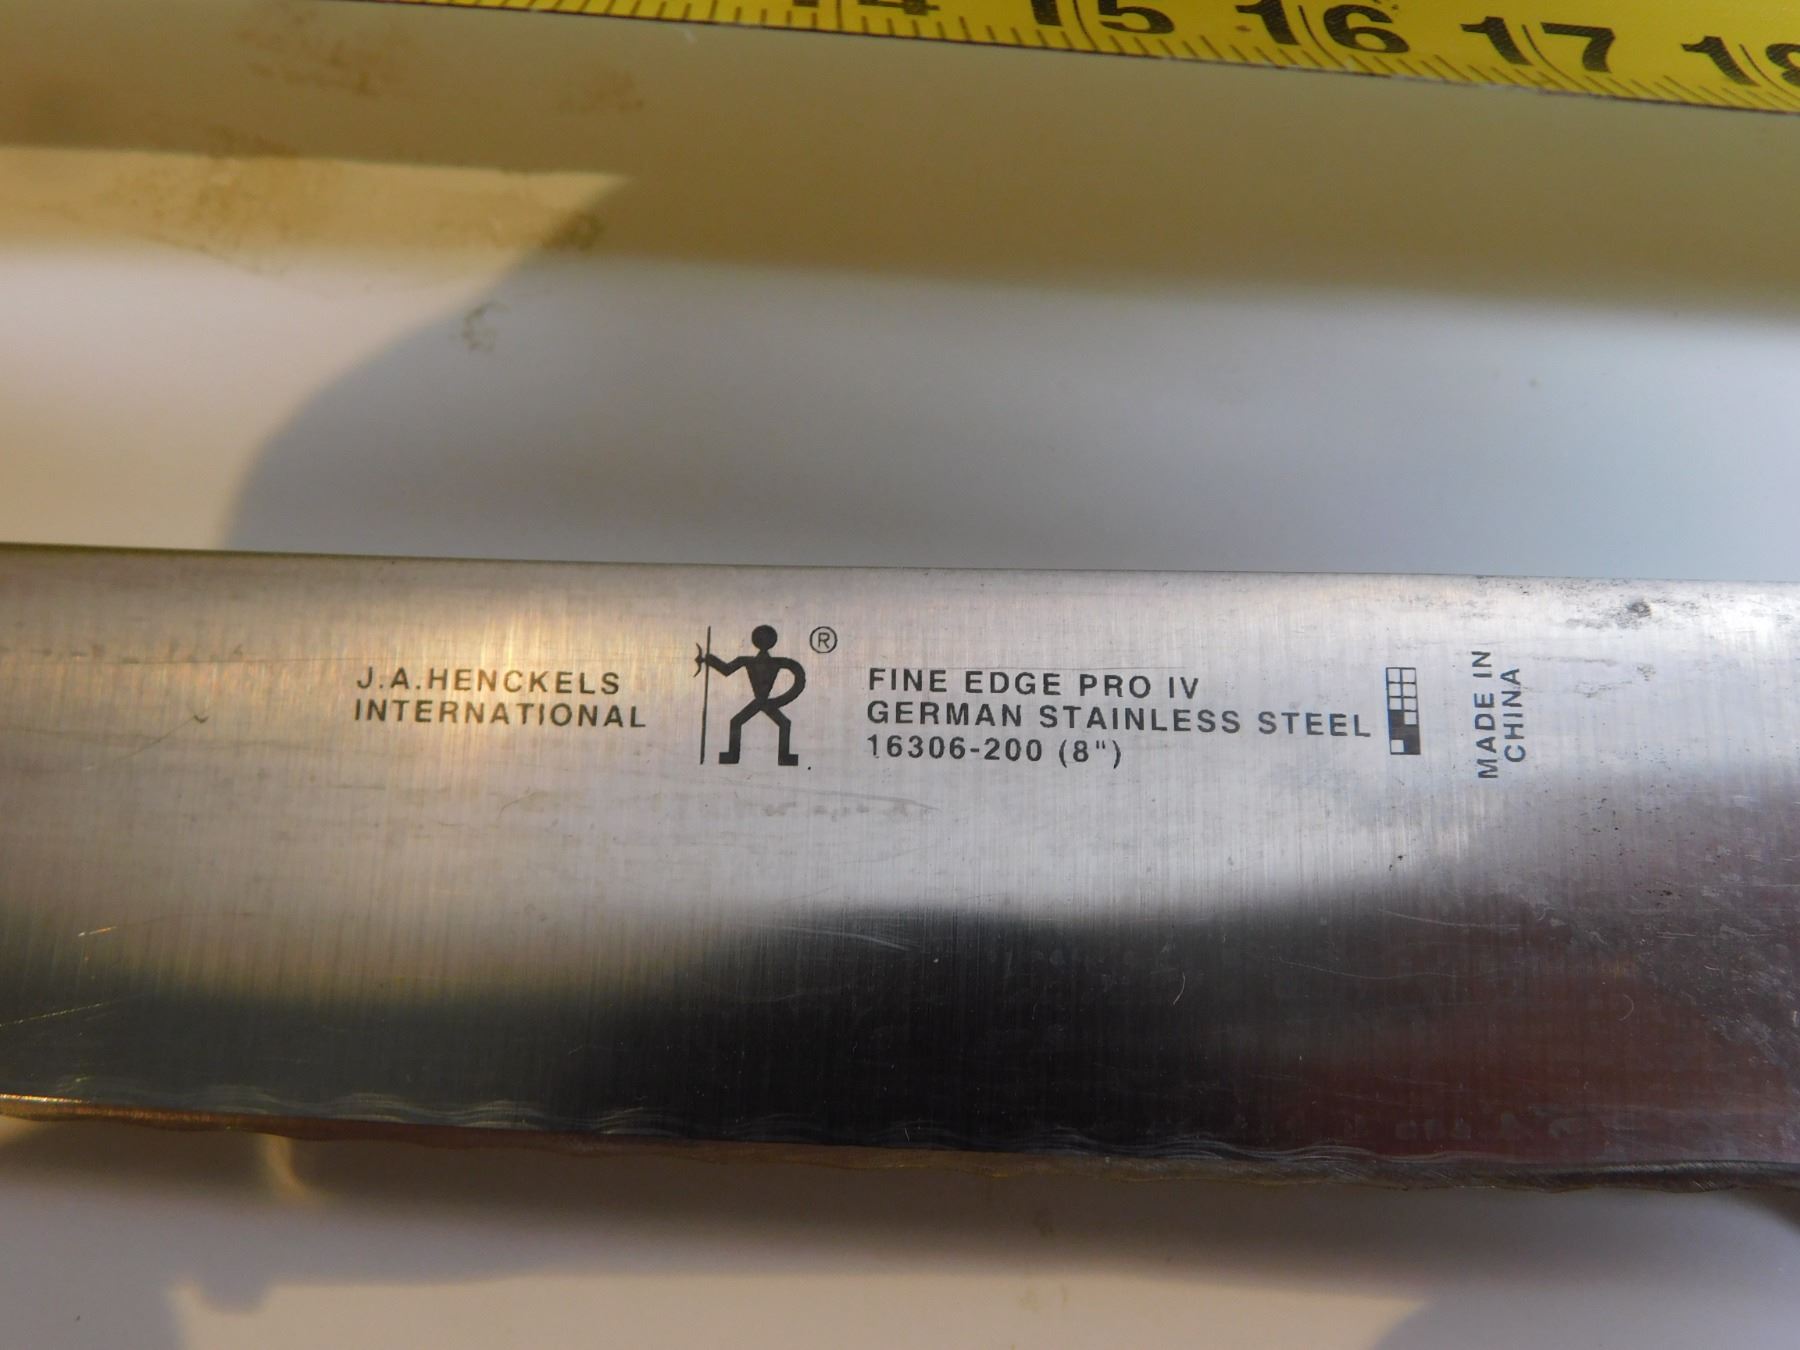 14 15 16 17 18
J.A.HENCKELS
INTERNATIONAL
®
FINE EDGE PRO IV
GERMAN STAINLESS STEEL
16306-200 (8")
MADE IN
CHINA